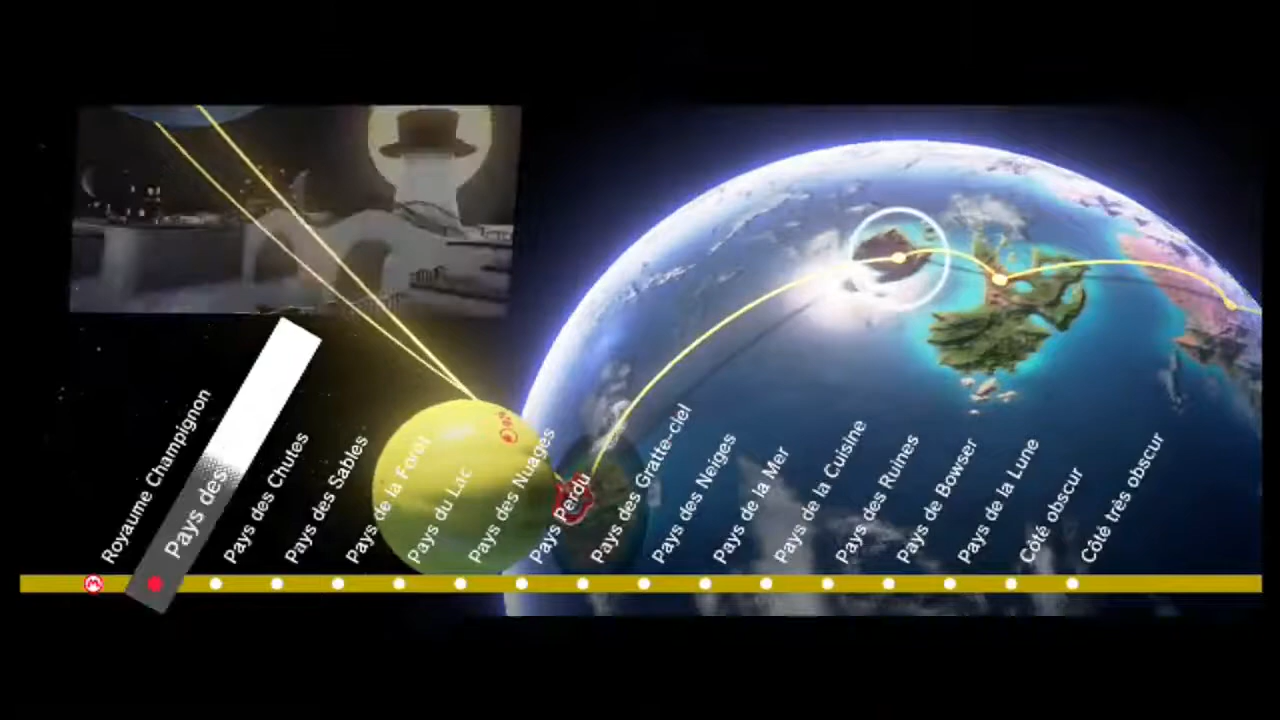 Royaume Champignon
Pays des
Pays des Chutes
Pays des Sables
Pays de la Forêt
Pays du Lac
Pays des Nuages
Pays Perdu
Pays des Gratte-ciel
Pays des Neiges
Pays de la Mer
Pays de la Cuisine
Pays des Ruines
Pays de Bowser
Pays de la Lune
Côté obscur
Côté très obscur